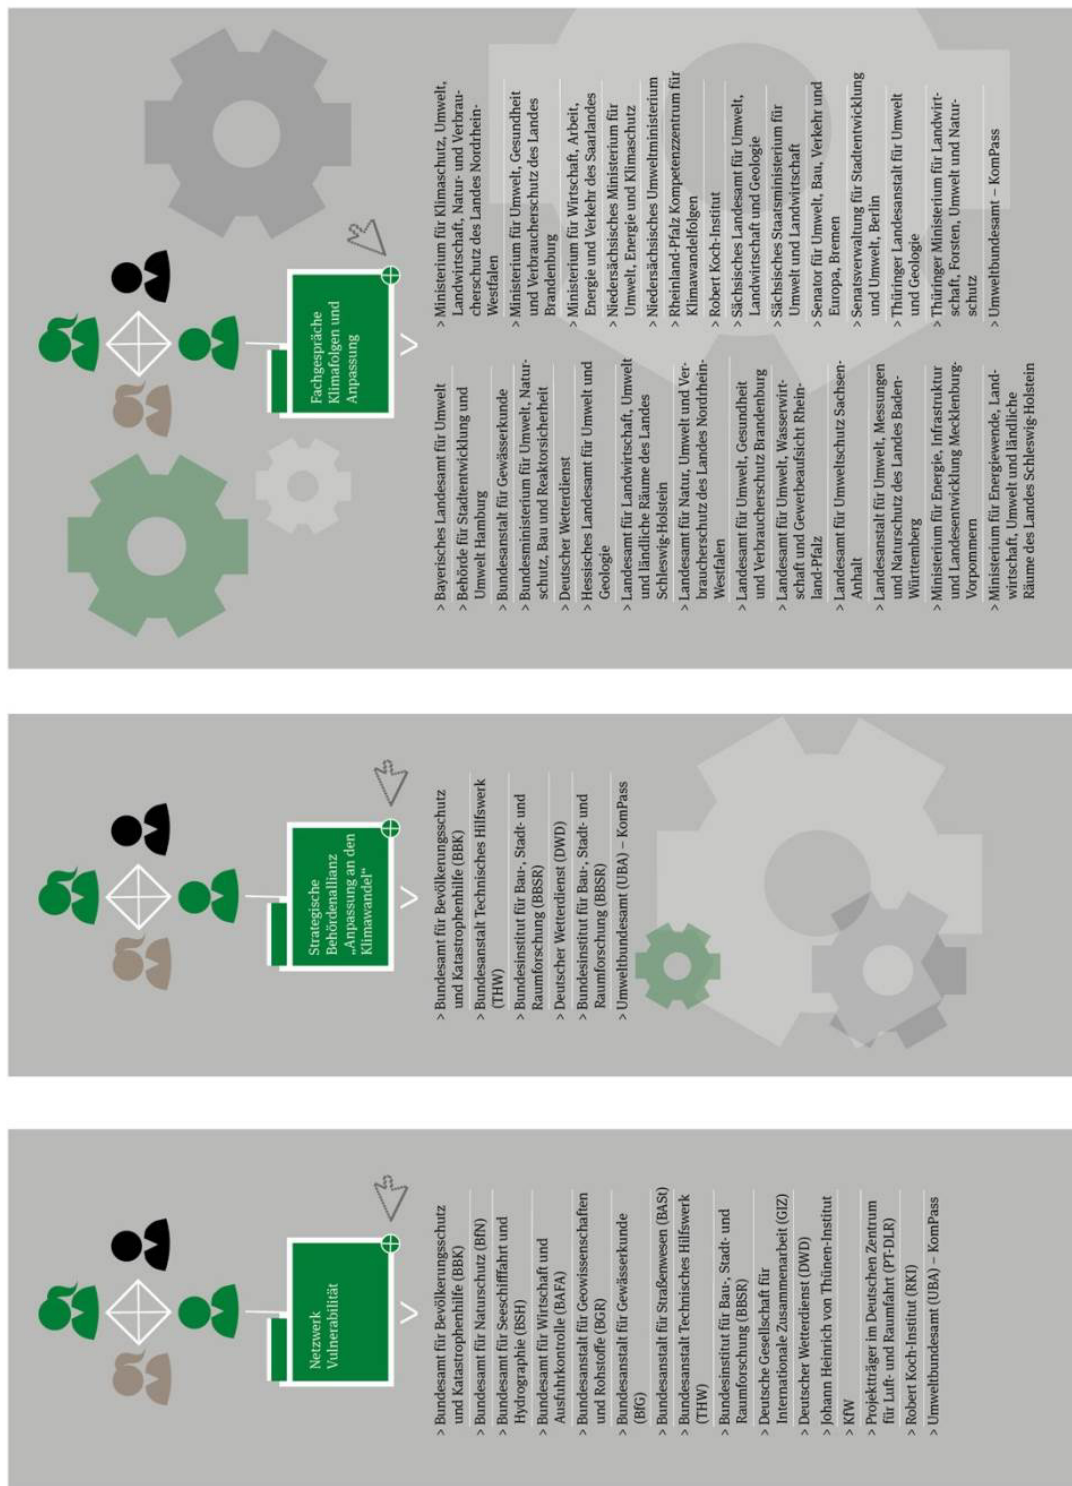 Netzwerk
Vulnerabilität
> Bundesamt für Bevölkerungsschutz
und Katastrophenhilfe (BBK)
> Bundesamt für Naturschutz (BfN)
> Bundesamt für Seeschifffahrt und
Hydrographie (BSH)
> Bundesamt für Wirtschaft und
Ausfuhrkontrolle (BAFA)
> Bundesanstalt für Geowissenschaften
und Rohstoffe (BGR)
> Bundesanstalt für Gewässerkunde
(BfG)
> Bundesanstalt für Straßenwesen (BASt)
> Bundesanstalt Technisches Hilfswerk
(THW)
> Bundesinstitut für Bau-, Stadt- und
Raumforschung (BBSR)
> Deutsche Gesellschaft für
Internationale Zusammenarbeit (GIZ)
> Deutscher Wetterdienst (DWD)
> Johann Heinrich von Thünen-Institut
> KfW
> Projektträger im Deutschen Zentrum
für Luft- und Raumfahrt (PT-DLR)
> Robert Koch-Institut (RKI)
> Umweltbundesamt (UBA) – KomPass
Strategische
Behördenallianz
„Anpassung an den
Klimawandel“
> Bundesamt für Bevölkerungsschutz
und Katastrophenhilfe (BBK)
> Bundesanstalt Technisches Hilfswerk
(THW)
> Bundesinstitut für Bau-, Stadt- und
Raumforschung (BBSR)
> Deutscher Wetterdienst (DWD)
> Bundesinstitut für Bau-, Stadt- und
Raumforschung (BBSR)
> Umweltbundesamt (UBA) – KomPass
Fachgespräche
Klimafolgen und
Anpassung
> Bayerisches Landesamt für Umwelt
> Behörde für Stadtentwicklung und
Umwelt Hamburg
> Bundesanstalt für Gewässerkunde
> Bundesministerium für Umwelt, Natur-
schutz, Bau und Reaktorsicherheit
> Deutscher Wetterdienst
> Hessisches Landesamt für Umwelt und
Geologie
> Landesamt für Landwirtschaft, Umwelt
und ländliche Räume des Landes
Schleswig-Holstein
> Landesamt für Natur, Umwelt und Ver-
braucherschutz des Landes Nordrhein-
Westfalen
> Landesamt für Umwelt, Gesundheit
und Verbraucherschutz Brandenburg
> Landesamt für Umwelt, Wasserwirt-
schaft und Gewerbeaufsicht Rhein-
land-Pfalz
> Landesamt für Umweltschutz Sachsen-
Anhalt
> Landesanstalt für Umwelt, Messungen
und Naturschutz des Landes Baden-
Württemberg
> Ministerium für Energie, Infrastruktur
und Landesentwicklung Mecklenburg-
Vorpommern
> Ministerium für Energiewende, Land-
wirtschaft, Umwelt und ländliche
Räume des Landes Schleswig-Holstein
> Ministerium für Klimaschutz, Umwelt,
Landwirtschaft, Natur- und Verbrau-
cherschutz des Landes Nordrhein-
Westfalen
> Ministerium für Umwelt, Gesundheit
und Verbraucherschutz des Landes
Brandenburg
> Ministerium für Wirtschaft, Arbeit,
Energie und Verkehr des Saarlandes
> Niedersächsisches Ministerium für
Umwelt, Energie und Klimaschutz
> Niedersächsisches Umweltministerium
> Rheinland-Pfalz Kompetenzzentrum für
Klimawandelfolgen
> Robert Koch-Institut
> Sächsisches Landesamt für Umwelt,
Landwirtschaft und Geologie
> Sächsisches Staatsministerium für
Umwelt und Landwirtschaft
> Senator für Umwelt, Bau, Verkehr und
Europa, Bremen
> Senatsverwaltung für Stadtentwicklung
und Umwelt, Berlin
> Thüringer Landesanstalt für Umwelt
und Geologie
> Thüringer Ministerium für Landwirt-
schaft, Forsten, Umwelt und Natur-
schutz
> Umweltbundesamt – KomPass